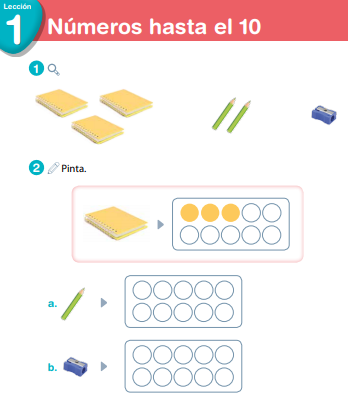 Lección
1
Números hasta el 10
1
2 Pinta.
a.
b.